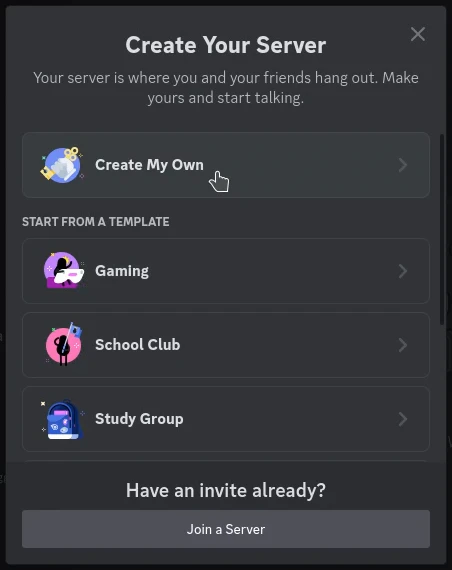 Create Your Server
Your server is where you and your friends hang out. Make
yours and start talking.
Create My Own
START FROM A TEMPLATE
Gaming
School Club
Study Group
Have an invite already?
Join a Server